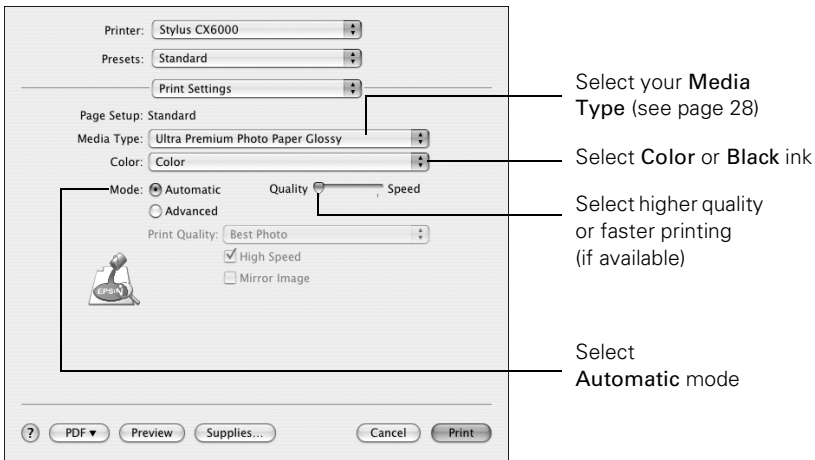 Printer: Stylus CX6000
Presets: Standard
Print Settings
Page Setup: Standard
Media Type: Ultra Premium Photo Paper Glossy
Color: Color
Mode: Automatic Quality Speed
Advanced
Print Quality: Best Photo
High Speed
Mirror Image
EPSON
? PDF Preview Supplies... Cancel Print
Select your Media
Type (see page 28)
Select Color or Black ink
Select higher quality
or faster printing
(if available)
Select
Automatic mode